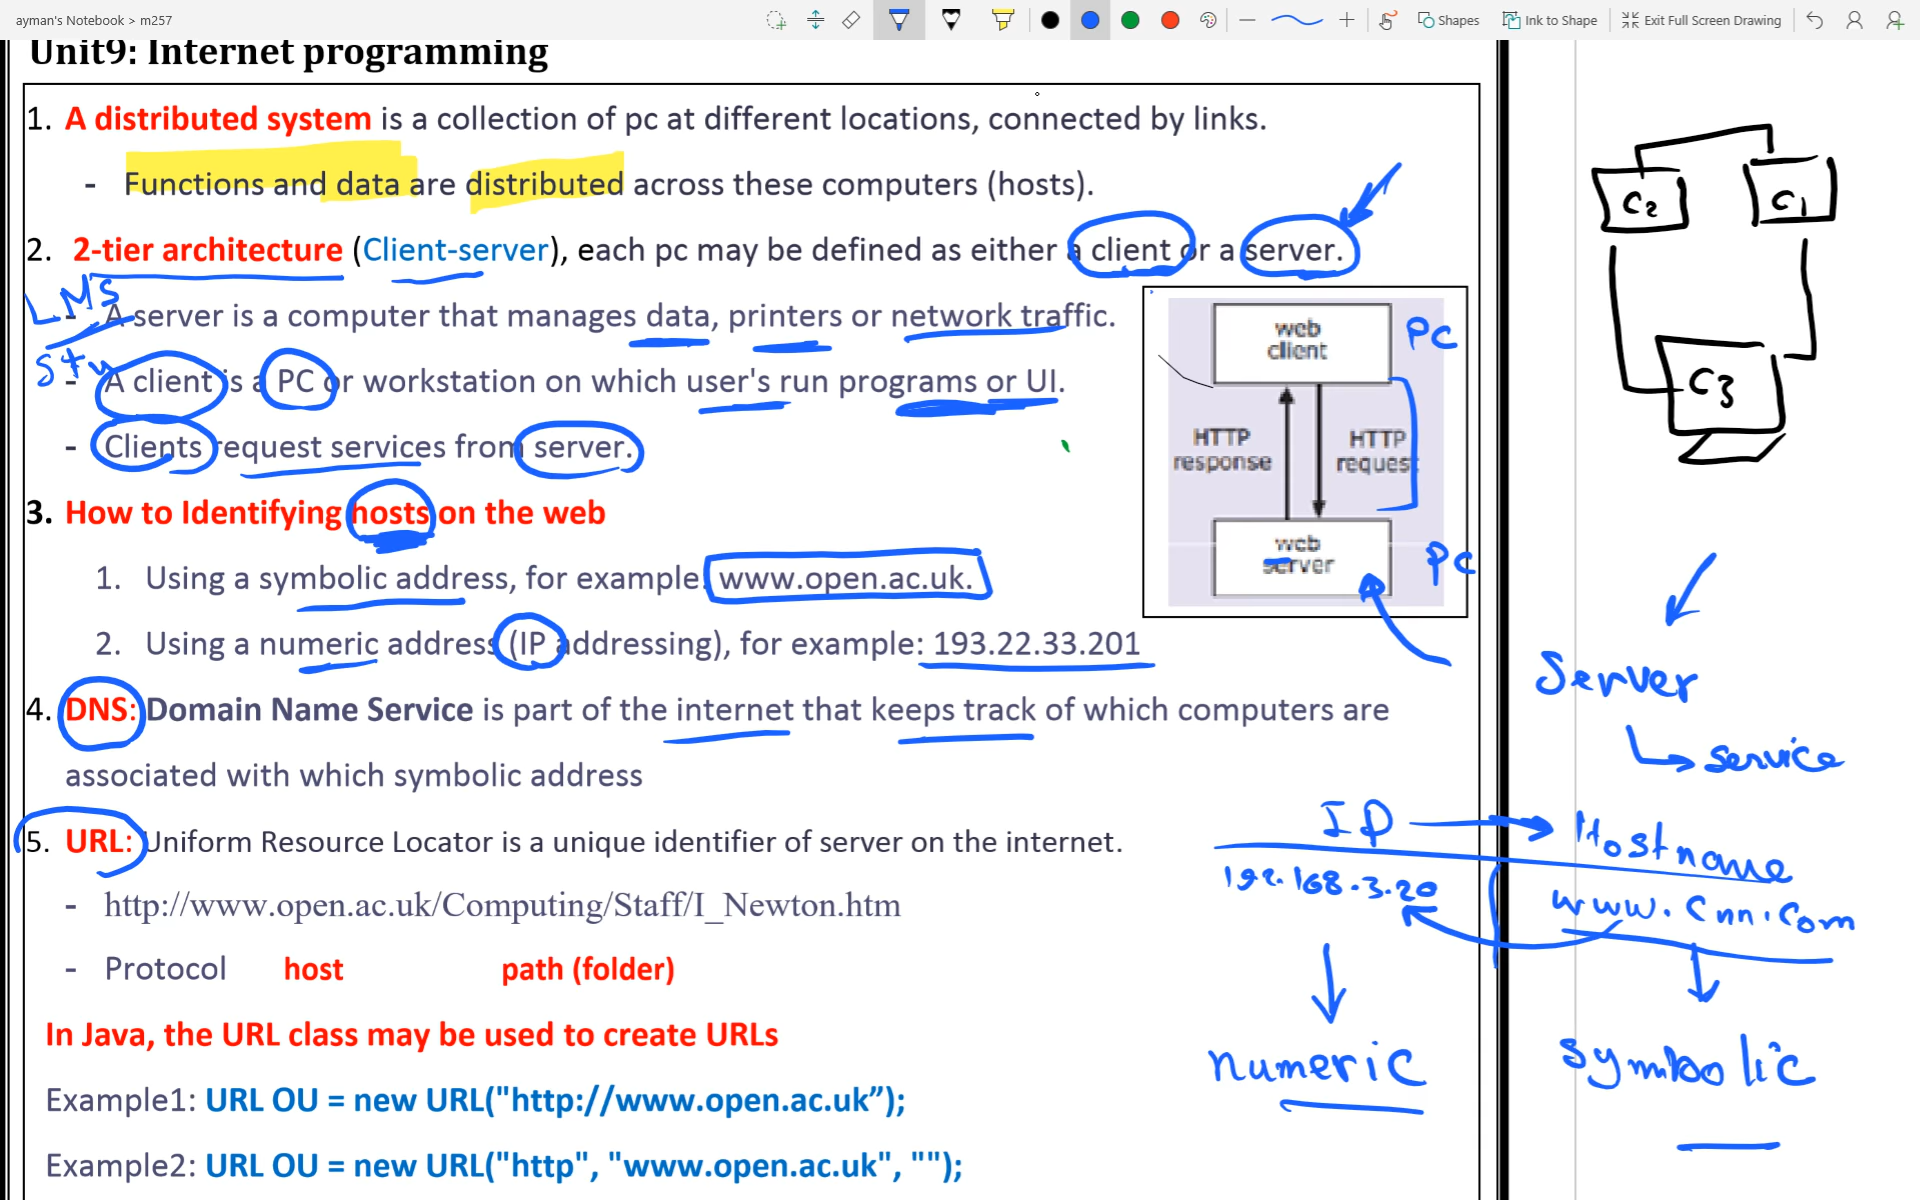 ayman's Notebook > m257
Shapes
Ink to Shape
Exit Full Screen Drawing
Unit9: Internet programming
1. A distributed system is a collection of pc at different locations, connected by links.
- Functions and data are distributed across these computers (hosts).
2. 2-tier architecture (Client-server), each pc may be defined as either a client or a server.
LMS
- A server is a computer that manages data, printers or network traffic.
Stu
- A client is a PC or workstation on which user's run programs or UI.
- Clients request services from server.
web client
PC
HTTP response
HTTP request
web server
PC
C2
C1
C3
3. How to Identifying hosts on the web
1. Using a symbolic address, for example: www.open.ac.uk.
2. Using a numeric address (IP addressing), for example: 193.22.33.201
4. DNS: Domain Name Service is part of the internet that keeps track of which computers are
associated with which symbolic address
5. URL: Uniform Resource Locator is a unique identifier of server on the internet.
- http://www.open.ac.uk/Computing/Staff/I_Newton.htm
- Protocol host path (folder)
In Java, the URL class may be used to create URLs
Example1: URL OU = new URL("http://www.open.ac.uk”);
Example2: URL OU = new URL("http", "www.open.ac.uk", "");
Server
service
IP
Hostname
192.168.3.20
www.cnn.com
numeric
symbolic